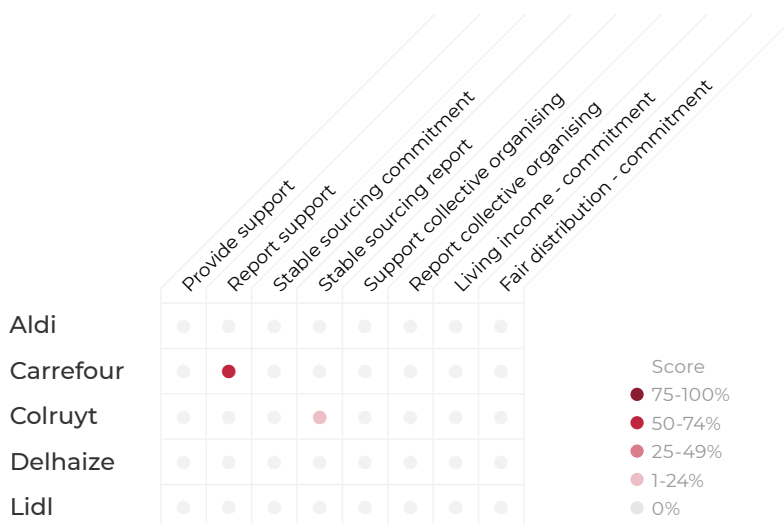 Provide support
Report support
Stable sourcing commitment
Stable sourcing report
Support collective organising
Report collective organising
Living income - commitment
Fair distribution - commitment
Aldi
Carrefour
Colruyt
Delhaize
Lidl
Score
75-100%
50-74%
25-49%
1-24%
0%